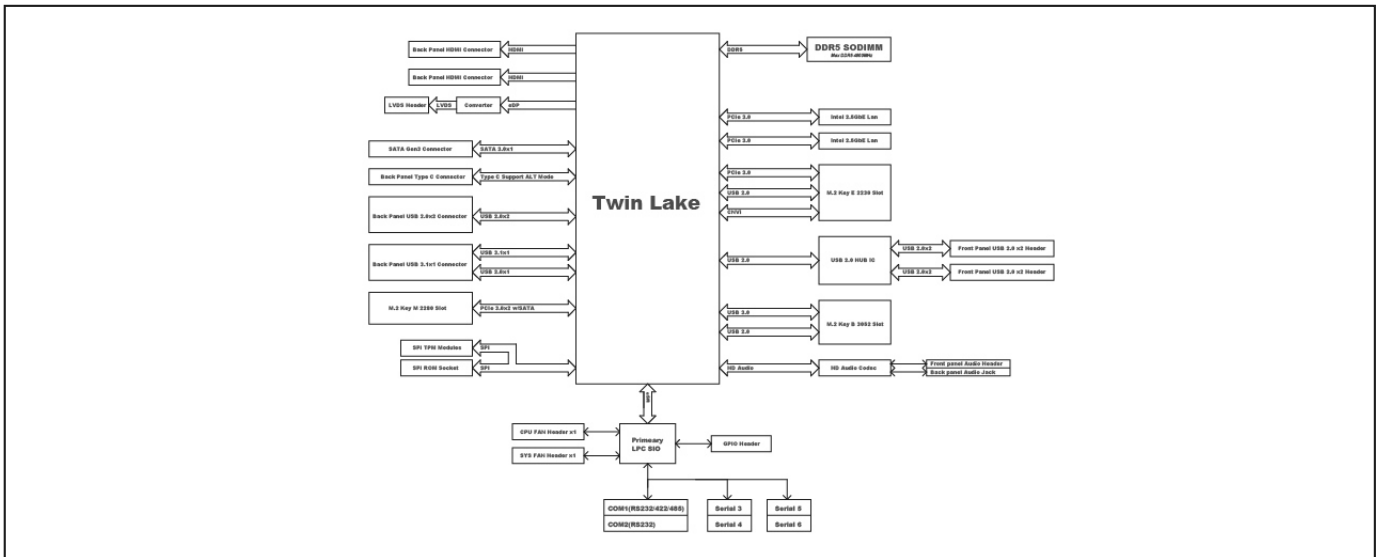 Back Panel HDMI Connector
HDMI
Back Panel HDMI Connector
HDMI
LVDS Header
LVDS
Convertor
eDP
SATA Gen3 Connector
SATA 3.0x1
Back Panel Type C Connector
Type C Support ALT Mode
Back Panel USB 2.0x2 Connector
USB 2.0x2
Back Panel USB 3.1x1 Connector
USB 3.1x1
USB 2.0x1
M.2 Key M 2280 Slot
PCIe 3.0x2 w/SATA
SPI TPM Modules
SPI
SPI ROM Socket
SPI
Twin Lake
DDR5
DDR5 SODIMM
PCIe 3.0
Intel 2.5GbE Lan
PCIe 3.0
Intel 2.5GbE Lan
PCIe 3.0
USB 2.0
CNVi
M.2 Key E 2230 Slot
USB 2.0
USB 2.0 HUB IC
USB 2.0x2
Front Panel USB 2.0 x2 Header
USB 2.0x2
Front Panel USB 2.0 x2 Header
USB 3.0
USB 2.0
M.2 Key B 3052 Slot
HD Audio
HD Audio Codec
Front panel Audio Header
Back panel Audio Jack
CPU FAN Header x1
SYS FAN Header x1
Primeary
LPC SIO
GPIO Header
COM1(RS232/422/485)
COM2(RS232)
Serial 3
Serial 4
Serial 5
Serial 6